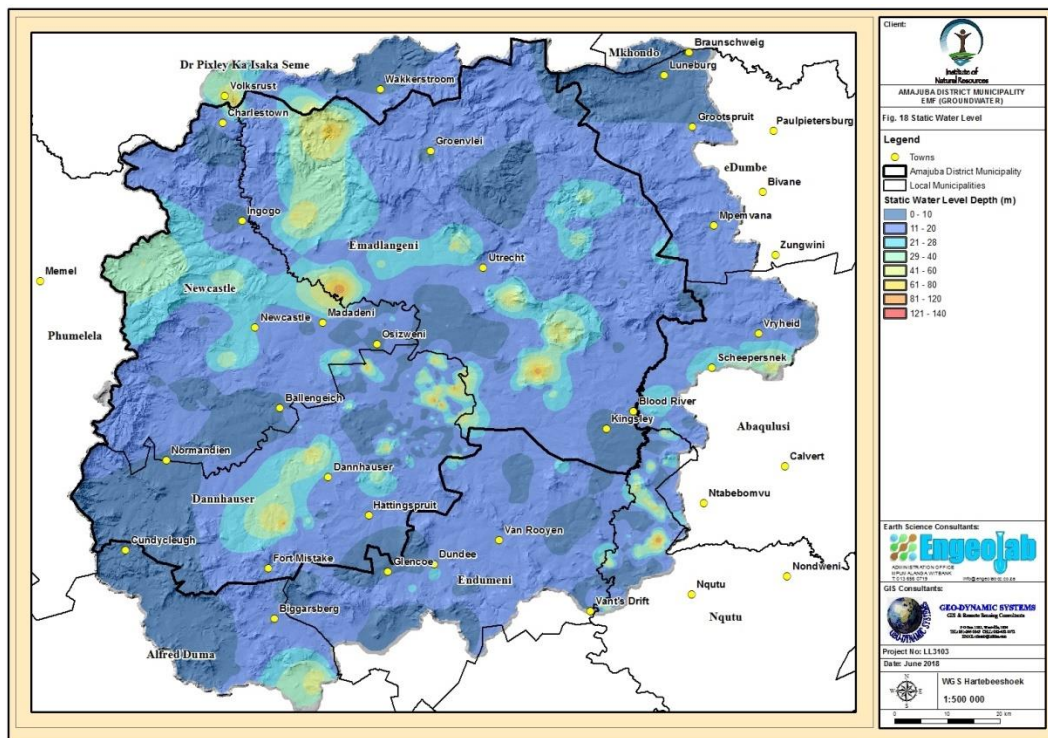 Mkhondo
Braunschweig
Dr Pixley Ka Isaka Seme
Luneburg
Volksrust
Wakkerstroom
Charlestown
Grootspruit
Paulpietersburg
Groenvlei
eDumbe
Bivane
Ingogo
Mpemvana
Emadlangeni
Zungwini
Utrecht
Memel
Newcastle
Madadeni
Newcastle
Phumelela
Osizweni
Vryheid
Scheepersnek
Ballengeich
Blood River
Kingsley
Abaqulusi
Normandien
Calvert
Dannhauser
Dannhauser
Ntabebomvu
Hattingspruit
Van Rooyen
Cundycleugh
Fort Mistake
Glencoe
Dundee
Endumeni
Nondweni
Nqutu
Biggarsberg
Vant's Drift
Nqutu
Alfred Duma
Client:
Institute of
Natural Resources
AMAJUBA DISTRICT MUNICIPALITY
EMF (GROUNDWATER)
Fig. 18 Static Water Level
Legend
Towns
Amajuba District Municipality
Local Municipalities
Static Water Level Depth (m)
0 - 10
11 - 20
21 - 28
29 - 40
41 - 60
61 - 80
81 - 120
121 - 140
Earth Science Consultants:
Engeolab
ADMINISTRATION OFFICE
GIS Consultants:
GEO-DYNAMIC SYSTEMS
GIS & Remote Sensing Consultants
GEO-DYNAMIC SYSTEMS
Project No: LL3103
Date: June 2018
N
W E
S
WGS Hartebeeshoek
1:500 000
0 10 20 km